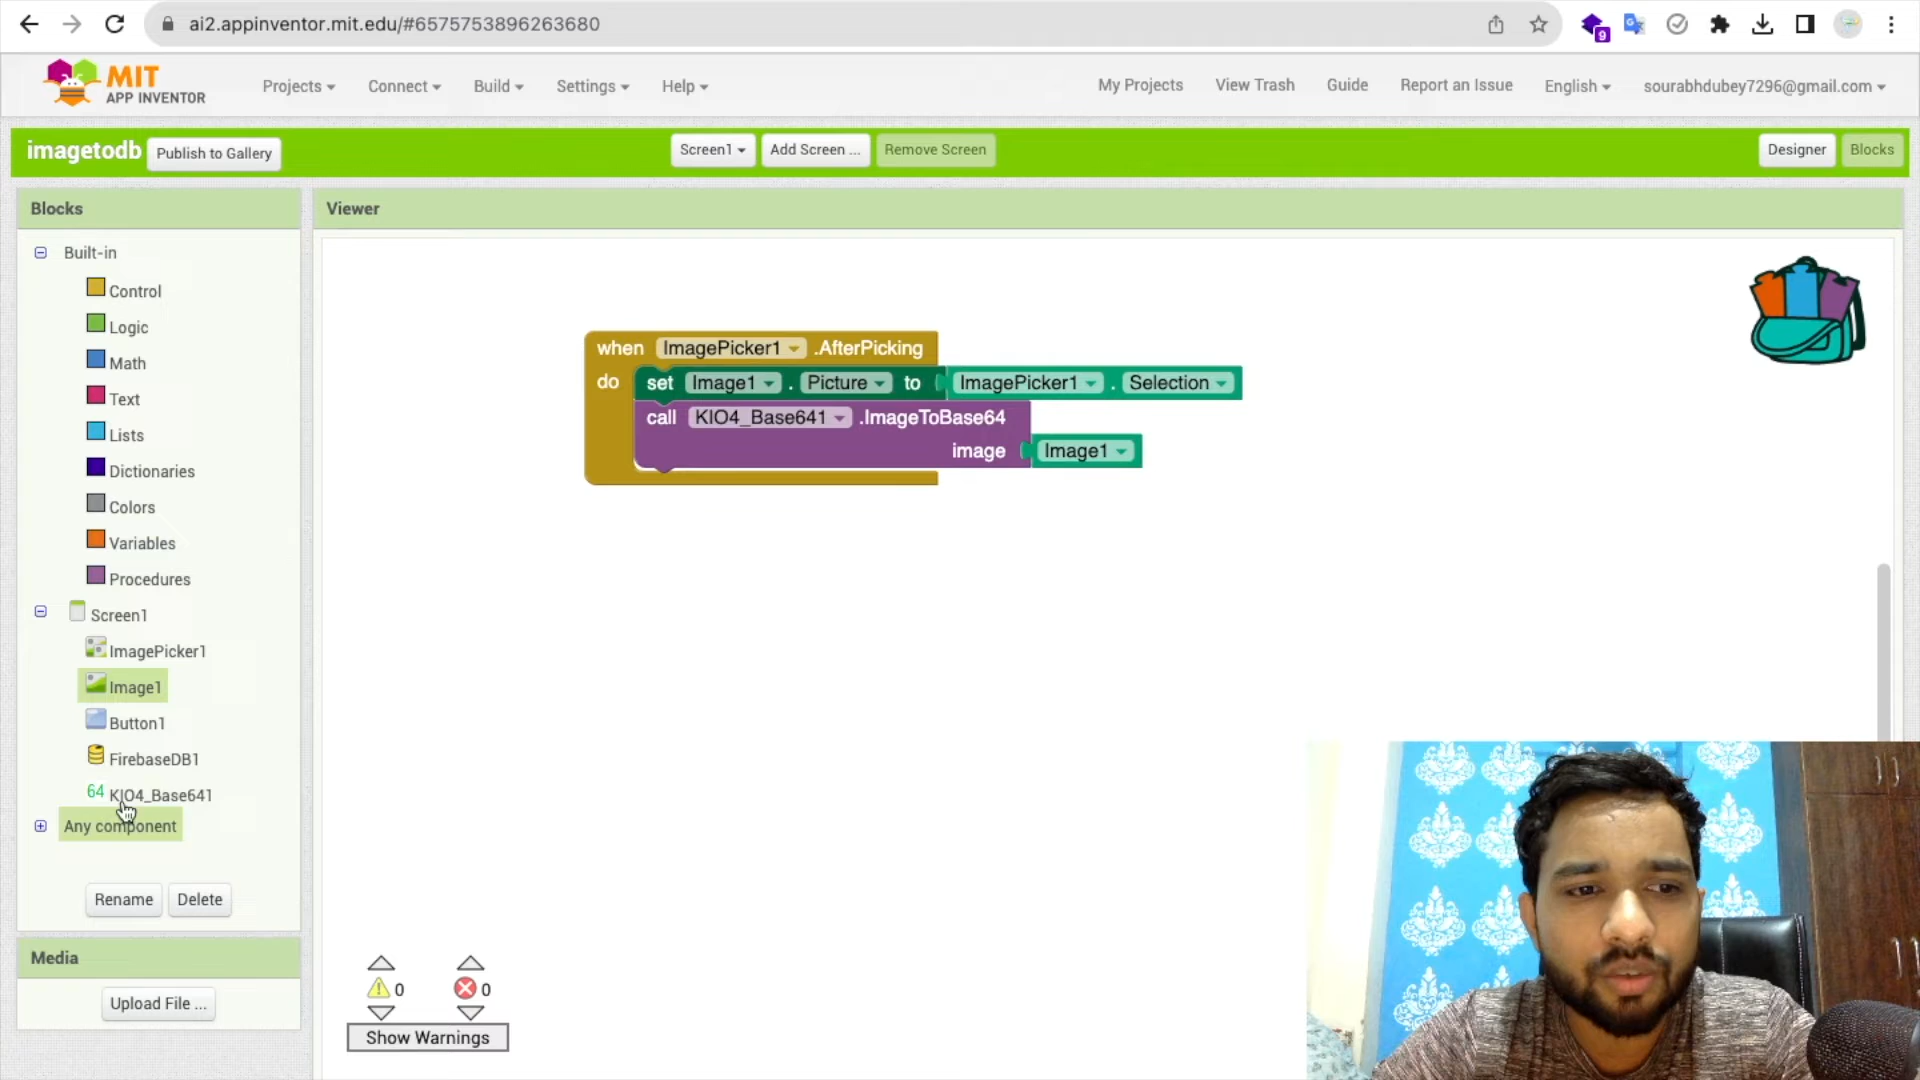 ai2.appinventor.mit.edu/#6575753896263680
9
MIT
APP INVENTOR
Projects
Connect
Build
Settings
Help
My Projects
View Trash
Guide
Report an Issue
English
sourabhdubey7296@gmail.com
imagetodb
Publish to Gallery
Screen1
Add Screen ...
Remove Screen
Designer
Blocks
Blocks
Viewer
Built-in
Control
Logic
Math
Text
Lists
Dictionaries
Colors
Variables
Procedures
Screen1
ImagePicker1
Image1
Button1
FirebaseDB1
64 KIO4_Base641
Any component
Rename
Delete
Media
Upload File ...
when ImagePicker1 .AfterPicking
do set Image1 . Picture to ImagePicker1 . Selection
call KIO4_Base641 .ImageToBase64
image Image1
0
0
Show Warnings